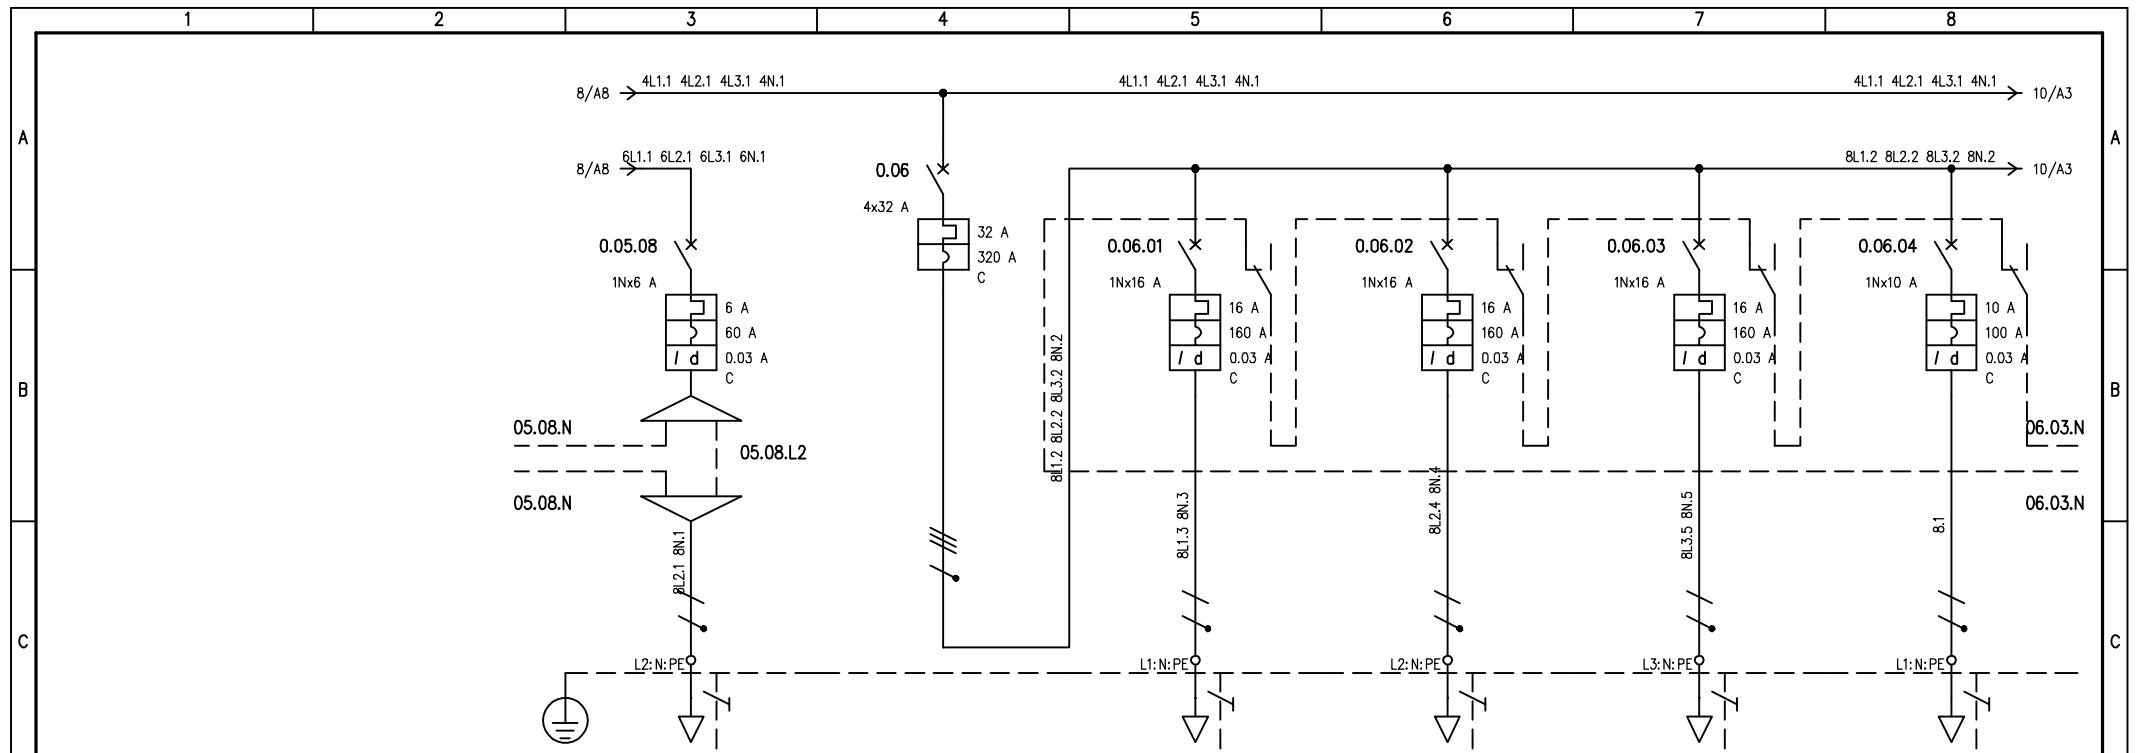 1 2 3 4 5 6 7 8
4L1.1 4L2.1 4L3.1 4N.1 4L1.1 4L2.1 4L3.1 4N.1 4L1.1 4L2.1 4L3.1 4N.1
8/A8 10/A3
A A
6L1.1 6L2.1 6L3.1 6N.1 8L1.2 8L2.2 8L3.2 8N.2
8/A8 0.06 10/A3
4x32 A
32 A
0.05.08 320 A 0.06.01 0.06.02 0.06.03 0.06.04
C
1Nx6 A 1Nx16 A 1Nx16 A 1Nx16 A 1Nx10 A
6 A 16 A 16 A 16 A 10 A
60 A 160 A 160 A 160 A 100 A
I d 0.03 A I d 0.03 A I d 0.03 A I d 0.03 A I d 0.03 A
C C C C C
B B
8L1.2 8L2.2 8L3.2 8N.2
05.08.N 06.03.N
05.08.L2
05.08.N 06.03.N
8L2.1 8N.1 8L1.3 8N.3 8L2.4 8N.4 8L3.5 8N.5 8.1
C C
L2:N:PE L1:N:PE L2:N:PE L3:N:PE L1:N:PE